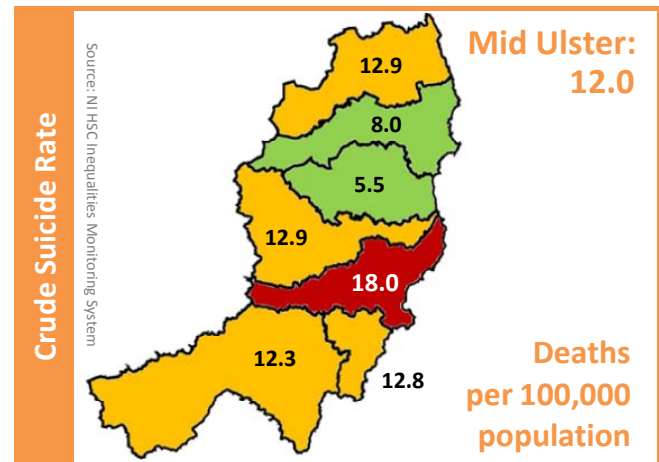 Crude Suicide Rate
Source: NI HSC Inequalities Monitoring System
Mid Ulster:
12.0
12.9
8.0
5.5
12.9
18.0
12.3
12.8
Deaths
per 100,000
population